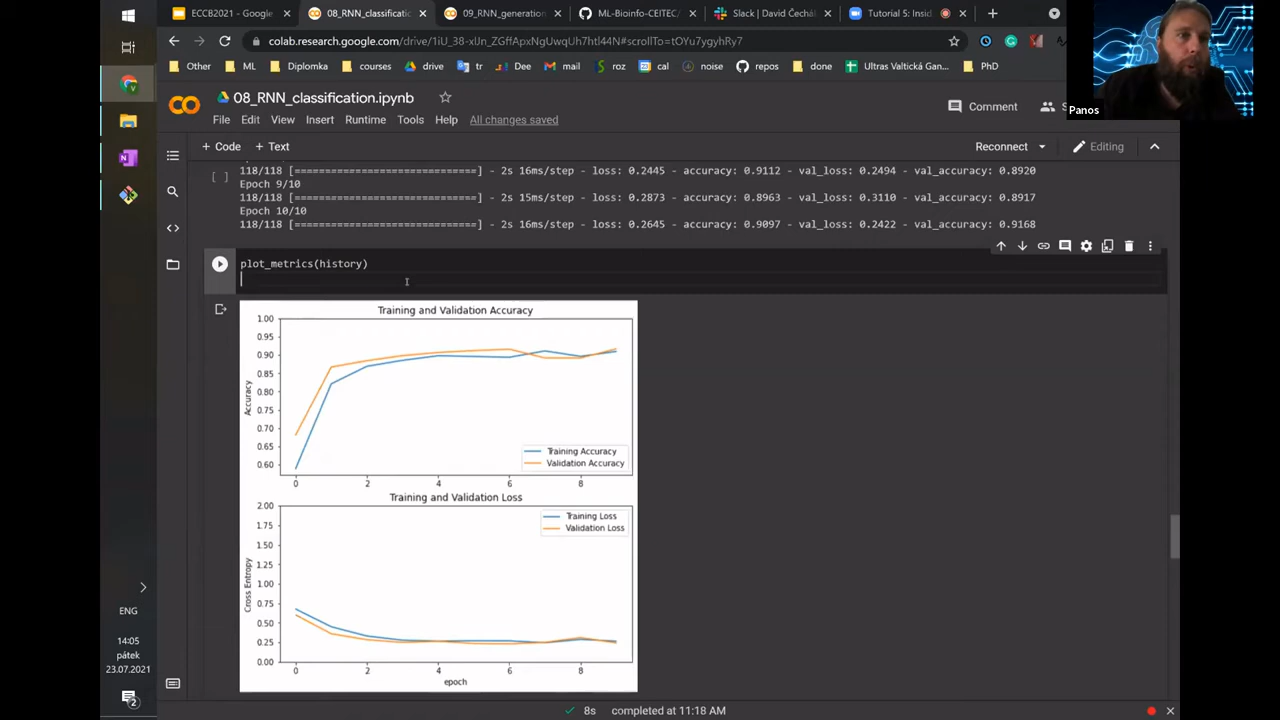 ECCB2021 - Google
08_RNN_classificati
09_RNN_generation
ML-Bioinfo-CEITEC/
Slack | David Čechál
Tutorial 5: Insid
colab.research.google.com/drive/1iU_38-xUn_ZGffApxNgUwqUh7htl44N#scrollTo=tOYu7ygyhRy7
Other
ML
Diplomka
courses
Drive
tr
Dee
mail
roz
cal
noise
repos
done
Ultras Valtická Gan...
PhD
Panos
08_RNN_classification.ipynb
Comment
File Edit View Insert Runtime Tools Help All changes saved
+ Code + Text
Reconnect
Editing
118/118 [==============================] - 2s 16ms/step - loss: 0.2445 - accuracy: 0.9112 - val_loss: 0.2494 - val_accuracy: 0.8920
Epoch 9/10
118/118 [==============================] - 2s 15ms/step - loss: 0.2873 - accuracy: 0.8963 - val_loss: 0.3110 - val_accuracy: 0.8917
Epoch 10/10
118/118 [==============================] - 2s 16ms/step - loss: 0.2645 - accuracy: 0.9097 - val_loss: 0.2422 - val_accuracy: 0.9168
plot_metrics(history)
Training and Validation Accuracy
1.00
0.95
0.90
0.85
0.80
0.75
0.70
0.65
0.60
Accuracy
Training Accuracy
Validation Accuracy
0 2 4 6 8
Training and Validation Loss
2.00
1.75
1.50
1.25
1.00
0.75
0.50
0.25
0.00
Cross Entropy
Training Loss
Validation Loss
0 2 4 6 8
epoch
ENG
14:05
pátek
23.07.2021
2
8s completed at 11:18 AM